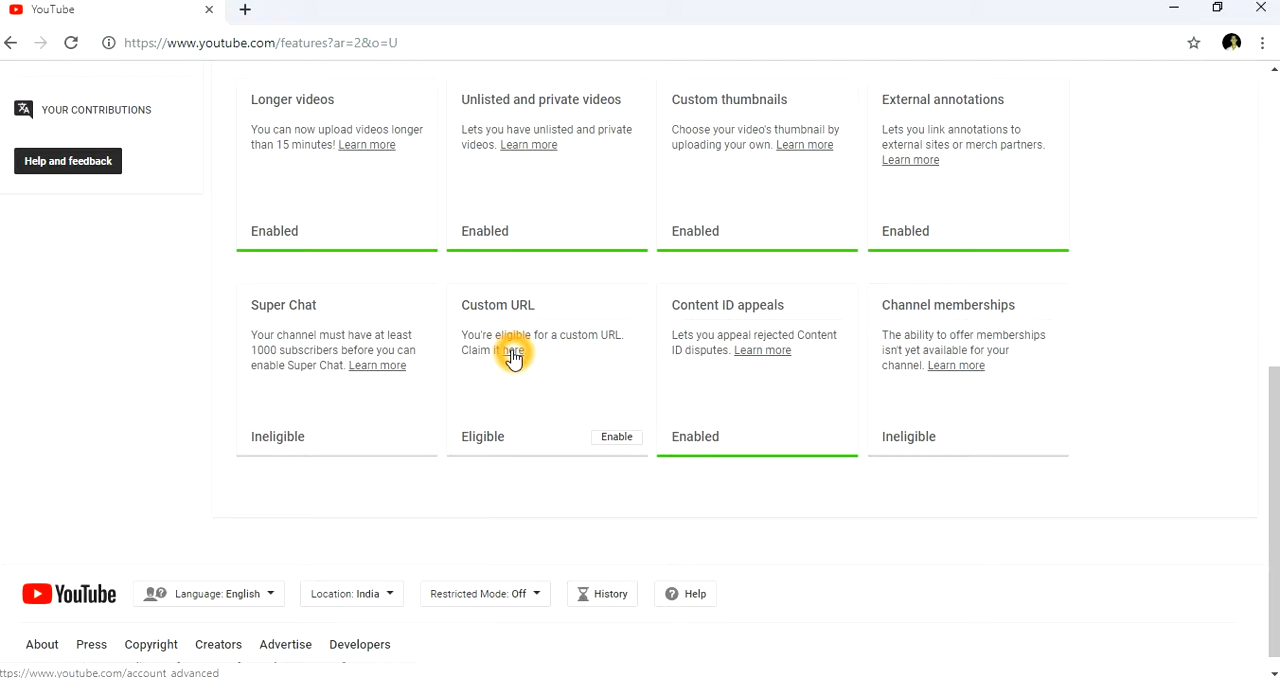 YouTube
https://www.youtube.com/features?ar=2&o=U
YOUR CONTRIBUTIONS
Help and feedback
Longer videos
You can now upload videos longer
than 15 minutes! Learn more
Enabled
Unlisted and private videos
Lets you have unlisted and private
videos. Learn more
Enabled
Custom thumbnails
Choose your video's thumbnail by
uploading your own. Learn more
Enabled
External annotations
Lets you link annotations to
external sites or merch partners.
Learn more
Enabled
Super Chat
Your channel must have at least
1000 subscribers before you can
enable Super Chat. Learn more
Ineligible
Custom URL
You're eligible for a custom URL.
Claim it here
Eligible
Enable
Content ID appeals
Lets you appeal rejected Content
ID disputes. Learn more
Enabled
Channel memberships
The ability to offer memberships
isn't yet available for your
channel. Learn more
Ineligible
YouTube
Language: English
Location: India
Restricted Mode: Off
History
Help
About Press Copyright Creators Advertise Developers
ttps://www.youtube.com/account_advanced